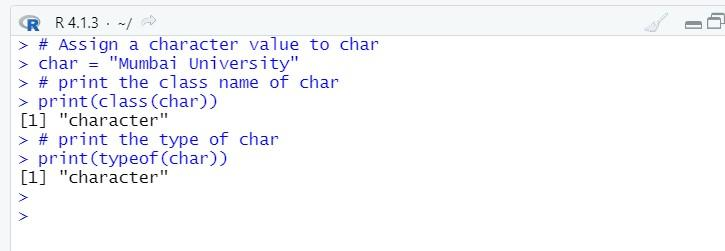 R R 4.1.3 · ~/
> # Assign a character value to char
> char = "Mumbai University"
> # print the class name of char
> print(class(char))
[1] "character"
> # print the type of char
> print(typeof(char))
[1] "character"
>
>